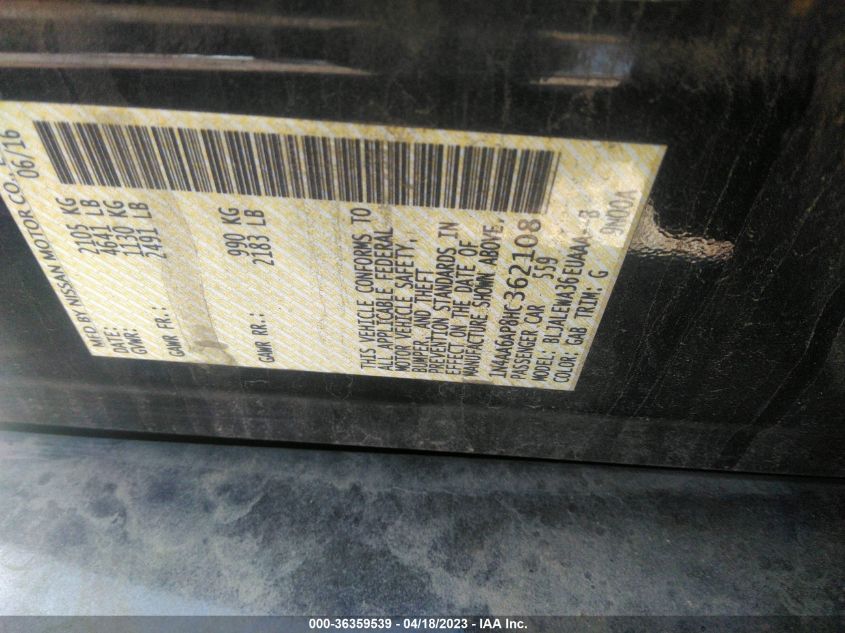 MFD BY NISSAN MOTOR CO.,
DATE: 06/16
GVWR: 2105 KG
4641 LB
GAWR FR.: 1130 KG
2491 LB
GAWR RR.: 990 KG
2183 LB
THIS VEHICLE CONFORMS TO
ALL APPLICABLE FEDERAL
MOTOR VEHICLE SAFETY,
BUMPER, AND THEFT
PREVENTION STANDARDS IN
EFFECT ON THE DATE OF
MANUFACTURE SHOWN ABOVE.
1N4AA6AP8HC362108
PASSENGER CAR 559
MODEL: BLJALEWA36EUAAA--B
COLOR: GAB TRIM: G 9N00A
000-36359539 - 04/18/2023 - © IAA Inc.